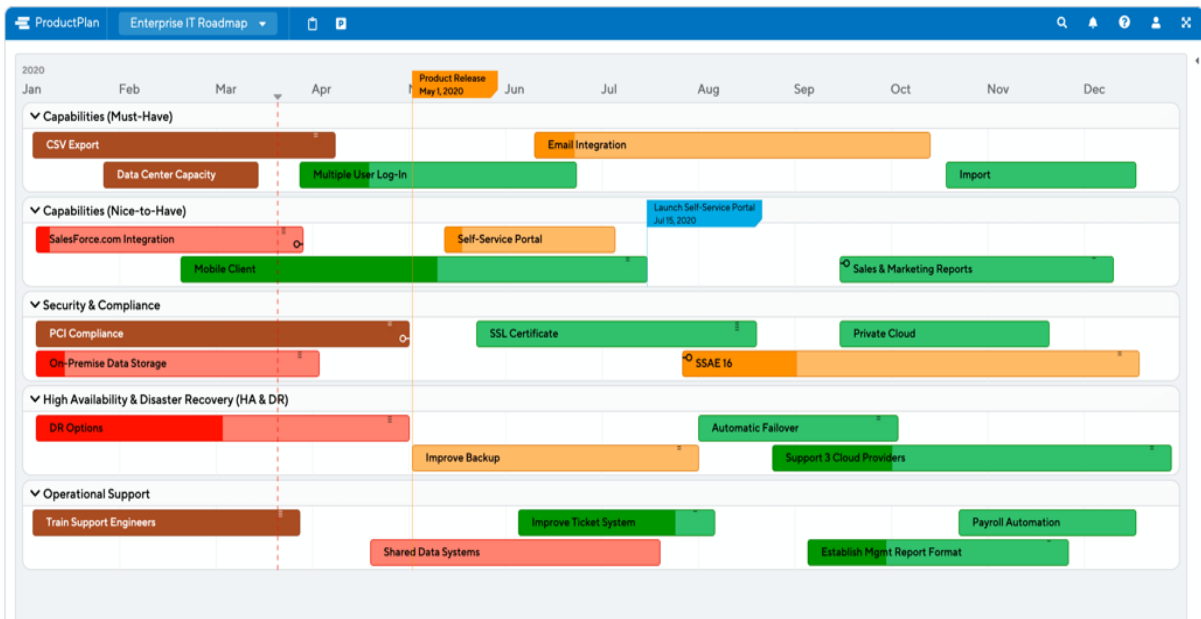 ProductPlan
Enterprise IT Roadmap
P
2020
Jan Feb Mar Apr Jun Jul Aug Sep Oct Nov Dec
Product Release
May 1, 2020
Capabilities (Must-Have)
CSV Export
Email Integration
Data Center Capacity
Multiple User Log-In
Import
Capabilities (Nice-to-Have)
Launch Self-Service Portal
Jul 15, 2020
SalesForce.com Integration
Self-Service Portal
Mobile Client
Sales & Marketing Reports
Security & Compliance
PCI Compliance
SSL Certificate
Private Cloud
On-Premise Data Storage
SSAE 16
High Availability & Disaster Recovery (HA & DR)
DR Options
Automatic Failover
Improve Backup
Support 3 Cloud Providers
Operational Support
Train Support Engineers
Improve Ticket System
Payroll Automation
Shared Data Systems
Establish Mgmt Report Format